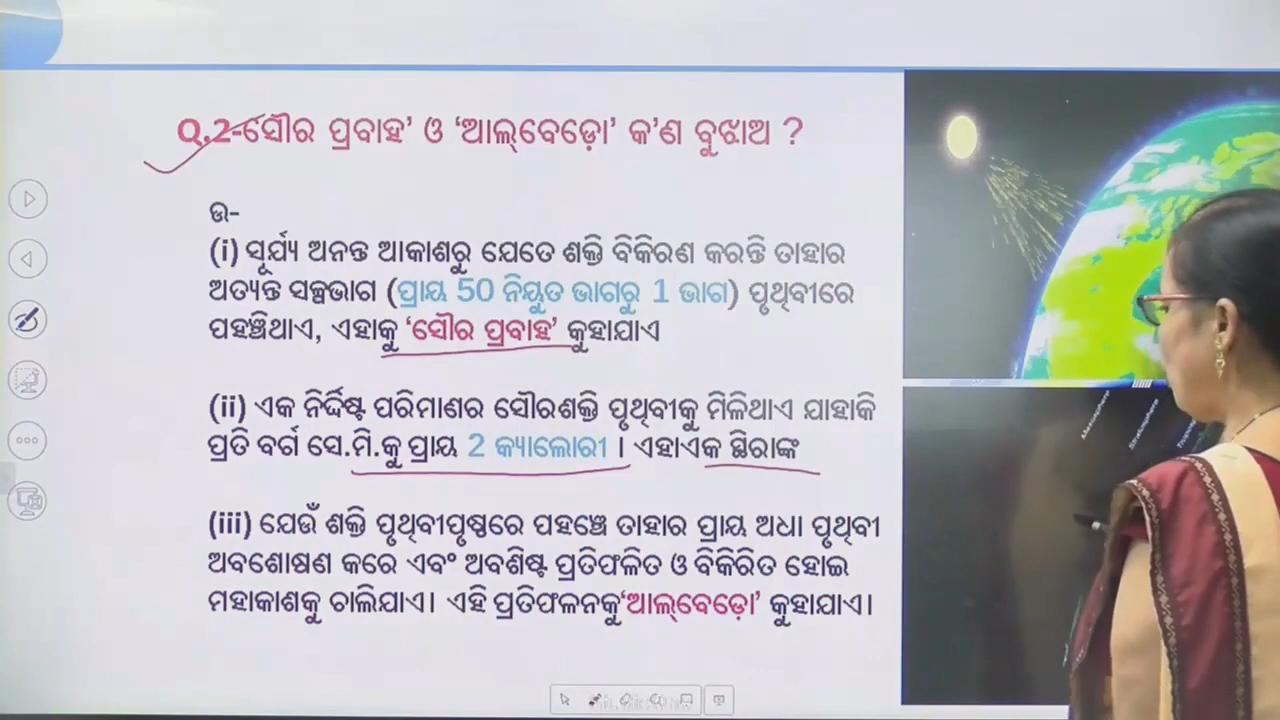 Q.2-ସୌର ପ୍ରବାହ’ ଓ ‘ଆଲ୍‌ବେଡ଼ୋ’ କ’ଣ ବୁଝାଅ ?
ଉ-
(i) ସୂର୍ଯ୍ୟ ଅନନ୍ତ ଆକାଶରୁ ଯେତେ ଶକ୍ତି ବିକିରଣ କରନ୍ତି ତାହାର
ଅତ୍ୟନ୍ତ ସଳ୍ପଭାଗ (ପ୍ରାୟ 50 ନିୟୁତ ଭାଗରୁ 1 ଭାଗ) ପୃଥିବୀରେ
ପହଞ୍ଚିଥାଏ, ଏହାକୁ ‘ସୌର ପ୍ରବାହ’ କୁହାଯାଏ
(ii) ଏକ ନିର୍ଦ୍ଦିଷ୍ଟ ପରିମାଣର ସୌରଶକ୍ତି ପୃଥିବୀକୁ ମିଳିଥାଏ ଯାହାକି
ପ୍ରତି ବର୍ଗ ସେ.ମି.କୁ ପ୍ରାୟ 2 କ୍ୟାଲୋରୀ । ଏହାଏକ ସ୍ଥିରାଙ୍କ
(iii) ଯେଉଁ ଶକ୍ତି ପୃଥିବୀପୃଷ୍ଠରେ ପହଞ୍ଚେ ତାହାର ପ୍ରାୟ ଅଧା ପୃଥିବୀ
ଅବଶୋଷଣ କରେ ଏବଂ ଅବଶିଷ୍ଟ ପ୍ରତିଫଳିତ ଓ ବିକିରିତ ହୋଇ
ମହାକାଶକୁ ଚାଲିଯାଏ। ଏହି ପ୍ରତିଫଳନକୁ‘ଆଲ୍‌ବେଡ଼ୋ’ କୁହାଯାଏ।
Mesosphere
Stratosphere